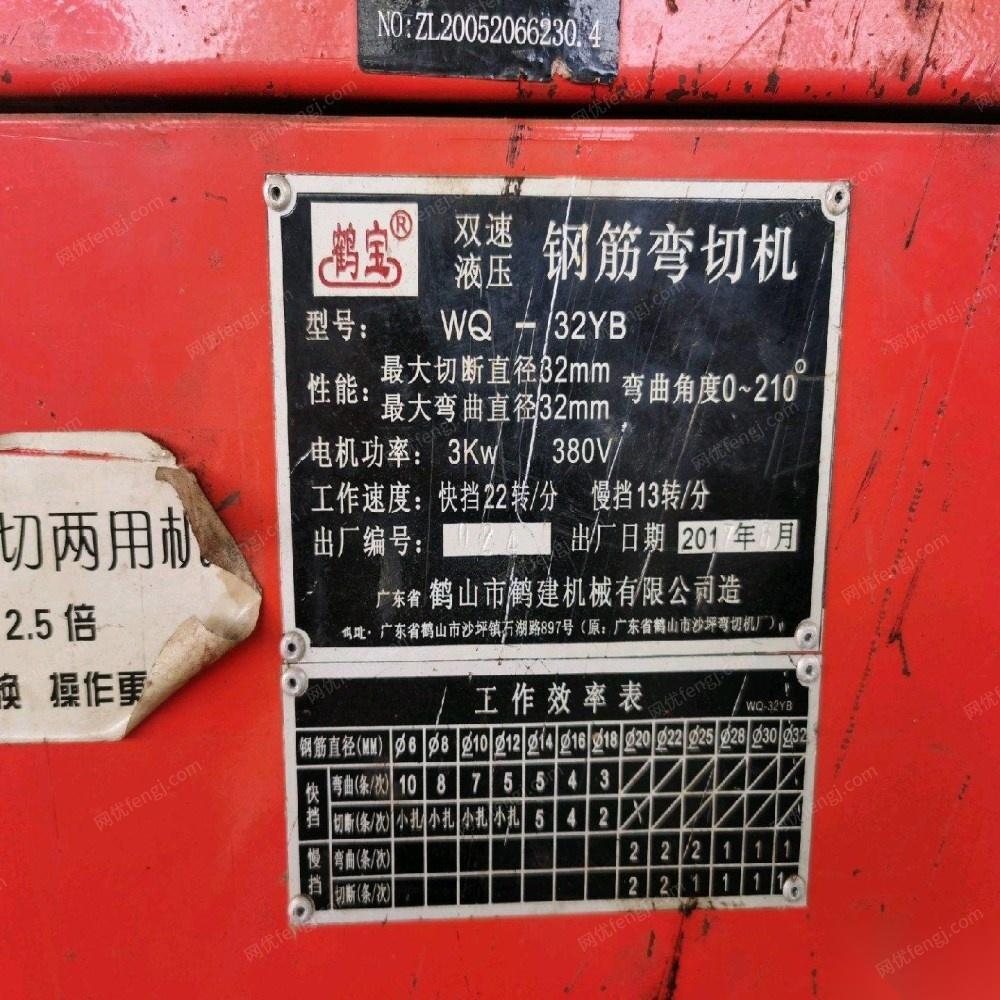 NO:ZL20052066230.4
鹤宝®
双速
液压
钢筋弯切机
型号: WQ - 32YB
性能: 最大切断直径32mm 弯曲角度0~210°
最大弯曲直径32mm
电机功率: 3Kw 380V
工作速度: 快挡22转/分 慢挡13转/分
出厂编号: 出厂日期 201 年 月
广东省 鹤山市鹤建机械有限公司造
广东省鹤山市沙坪镇石湖路897号(原:广东省鹤山市沙坪弯切机厂)
切两用机
2.5倍
换 操作更
工作效率表 WQ-32YB
钢筋直径(MM) ø6 ø8 ø10 ø12 ø14 ø16 ø18 ø20 ø22 ø25 ø28 ø30 ø32
快挡 弯曲(条/次) 10 8 7 5 5 4 3
切断(条/次) 小扎 小扎 小扎 小扎 5 4 2
慢挡 弯曲(条/次) 2 2 2 1 1 1
切断(条/次) 2 2 1 1 1 1
网优fengj.com